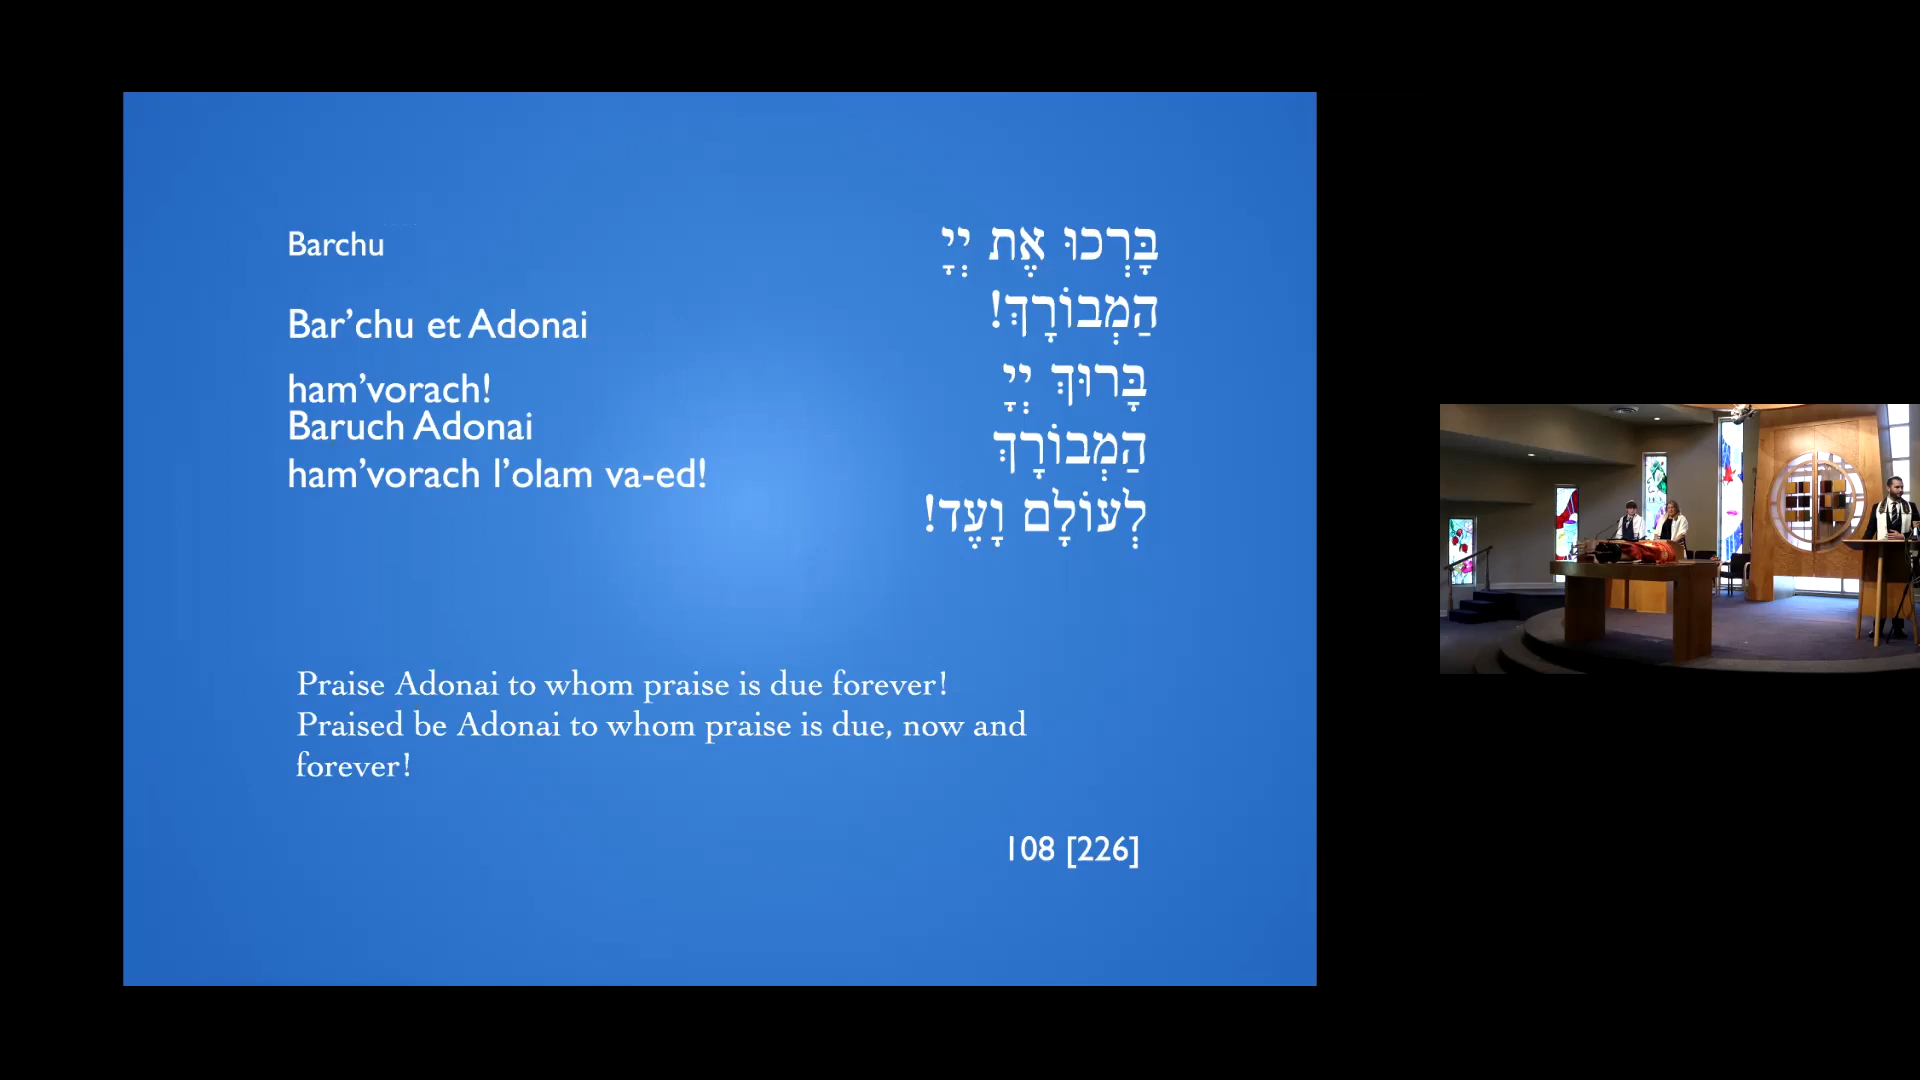 Barchu
Bar’chu et Adonai
ham’vorach!
Baruch Adonai
ham’vorach l’olam va-ed!
בָּרְכוּ אֶת יְיָ
הַמְבוֹרָךְ!
בָּרוּךְ יְיָ
הַמְבוֹרָךְ
לְעוֹלָם וָעֶד!
Praise Adonai to whom praise is due forever!
Praised be Adonai to whom praise is due, now and
forever!
108 [226]